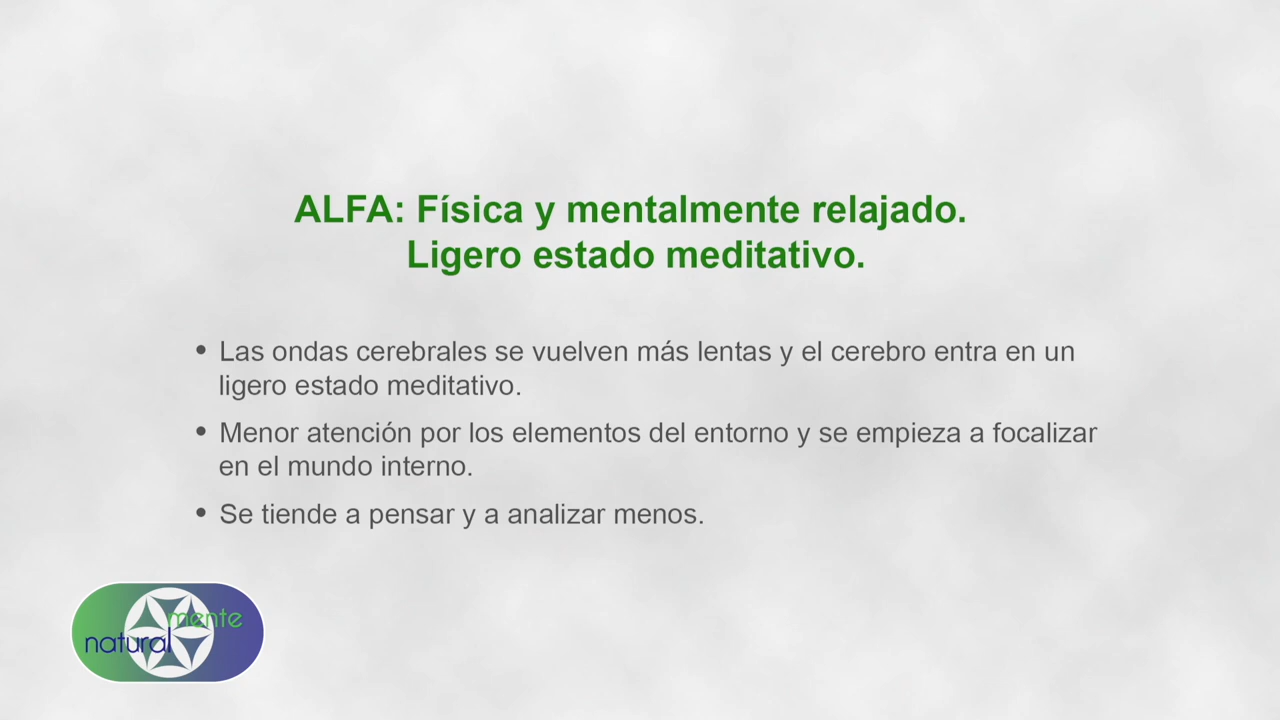 ALFA: Física y mentalmente relajado.
Ligero estado meditativo.
• Las ondas cerebrales se vuelven más lentas y el cerebro entra en un
ligero estado meditativo.
• Menor atención por los elementos del entorno y se empieza a focalizar
en el mundo interno.
• Se tiende a pensar y a analizar menos.
natural
mente